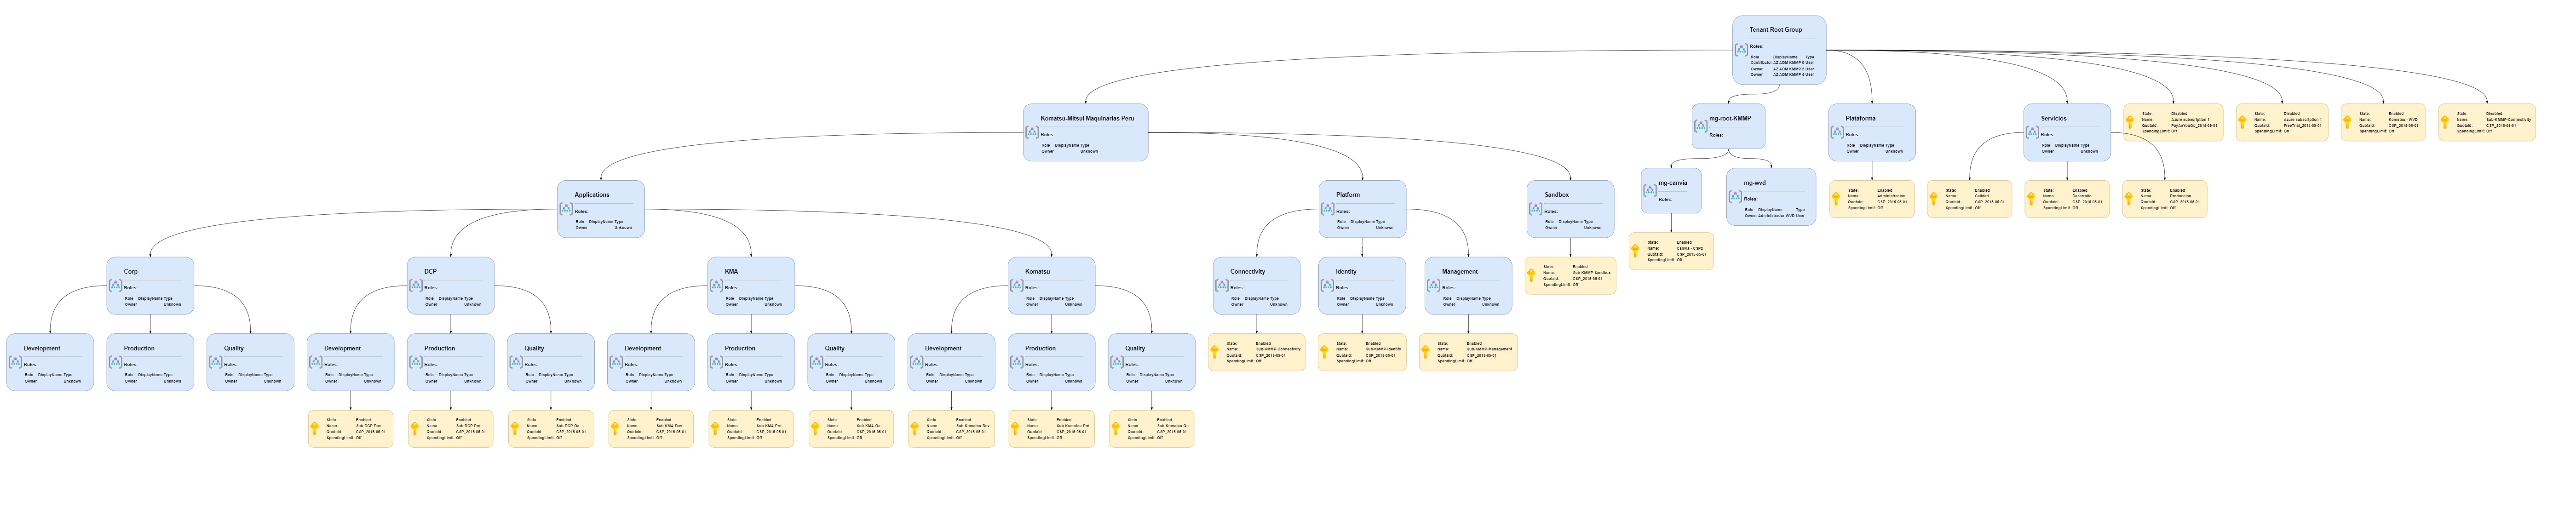 Tenant Root Group
Roles:
Role DisplayName Type
Contributor AZ ADM KMMP 6 User
Owner AZ ADM KMMP 2 User
Owner AZ ADM KMMP 4 User
Komatsu-Mitsui Maquinarias Peru
Roles:
Role DisplayName Type
Owner Unknown
mg-root-KMMP
Roles:
Plataforma
Roles:
Role DisplayName Type
Owner Unknown
Servicios
Roles:
Role DisplayName Type
Owner Unknown
State: Disabled
Name: Azure subscription 1
QuotaId: PayAsYouGo_2014-09-01
SpendingLimit: Off
State: Disabled
Name: Azure subscription 1
QuotaId: FreeTrial_2014-09-01
SpendingLimit: On
State: Enabled
Name: Komatsu - WVD
QuotaId: CSP_2015-05-01
SpendingLimit: Off
State: Disabled
Name: Sub-KMMP-Connectivity
QuotaId: CSP_2015-05-01
SpendingLimit: Off
Applications
Roles:
Role DisplayName Type
Owner Unknown
Platform
Roles:
Role DisplayName Type
Owner Unknown
Sandbox
Roles:
Role DisplayName Type
Owner Unknown
mg-canvia
Roles:
mg-wvd
Roles:
Role DisplayName Type
Owner Administrador WVD User
State: Enabled
Name: Administracion
QuotaId: CSP_2015-05-01
SpendingLimit: Off
State: Enabled
Name: Calidad
QuotaId: CSP_2015-05-01
SpendingLimit: Off
State: Enabled
Name: Desarrollo
QuotaId: CSP_2015-05-01
SpendingLimit: Off
State: Enabled
Name: Produccion
QuotaId: CSP_2015-05-01
SpendingLimit: Off
State: Enabled
Name: Canvia - CSP2
QuotaId: CSP_2015-05-01
SpendingLimit: Off
Corp
Roles:
Role DisplayName Type
Owner Unknown
DCP
Roles:
Role DisplayName Type
Owner Unknown
KMA
Roles:
Role DisplayName Type
Owner Unknown
Komatsu
Roles:
Role DisplayName Type
Owner Unknown
Connectivity
Roles:
Role DisplayName Type
Owner Unknown
Identity
Roles:
Role DisplayName Type
Owner Unknown
Management
Roles:
Role DisplayName Type
Owner Unknown
State: Enabled
Name: Sub-KMMP-Sandbox
QuotaId: CSP_2015-05-01
SpendingLimit: Off
Development
Roles:
Role DisplayName Type
Owner Unknown
Production
Roles:
Role DisplayName Type
Owner Unknown
Quality
Roles:
Role DisplayName Type
Owner Unknown
Development
Roles:
Role DisplayName Type
Owner Unknown
Production
Roles:
Role DisplayName Type
Owner Unknown
Quality
Roles:
Role DisplayName Type
Owner Unknown
Development
Roles:
Role DisplayName Type
Owner Unknown
Production
Roles:
Role DisplayName Type
Owner Unknown
Quality
Roles:
Role DisplayName Type
Owner Unknown
Development
Roles:
Role DisplayName Type
Owner Unknown
Production
Roles:
Role DisplayName Type
Owner Unknown
Quality
Roles:
Role DisplayName Type
Owner Unknown
State: Enabled
Name: Sub-KMMP-Connectivity
QuotaId: CSP_2015-05-01
SpendingLimit: Off
State: Enabled
Name: Sub-KMMP-Identity
QuotaId: CSP_2015-05-01
SpendingLimit: Off
State: Enabled
Name: Sub-KMMP-Management
QuotaId: CSP_2015-05-01
SpendingLimit: Off
State: Enabled
Name: Sub-DCP-Dev
QuotaId: CSP_2015-05-01
SpendingLimit: Off
State: Enabled
Name: Sub-DCP-Prd
QuotaId: CSP_2015-05-01
SpendingLimit: Off
State: Enabled
Name: Sub-DCP-Qa
QuotaId: CSP_2015-05-01
SpendingLimit: Off
State: Enabled
Name: Sub-KMA-Dev
QuotaId: CSP_2015-05-01
SpendingLimit: Off
State: Enabled
Name: Sub-KMA-Prd
QuotaId: CSP_2015-05-01
SpendingLimit: Off
State: Enabled
Name: Sub-KMA-Qa
QuotaId: CSP_2015-05-01
SpendingLimit: Off
State: Enabled
Name: Sub-Komatsu-Dev
QuotaId: CSP_2015-05-01
SpendingLimit: Off
State: Enabled
Name: Sub-Komatsu-Prd
QuotaId: CSP_2015-05-01
SpendingLimit: Off
State: Enabled
Name: Sub-Komatsu-Qa
QuotaId: CSP_2015-05-01
SpendingLimit: Off